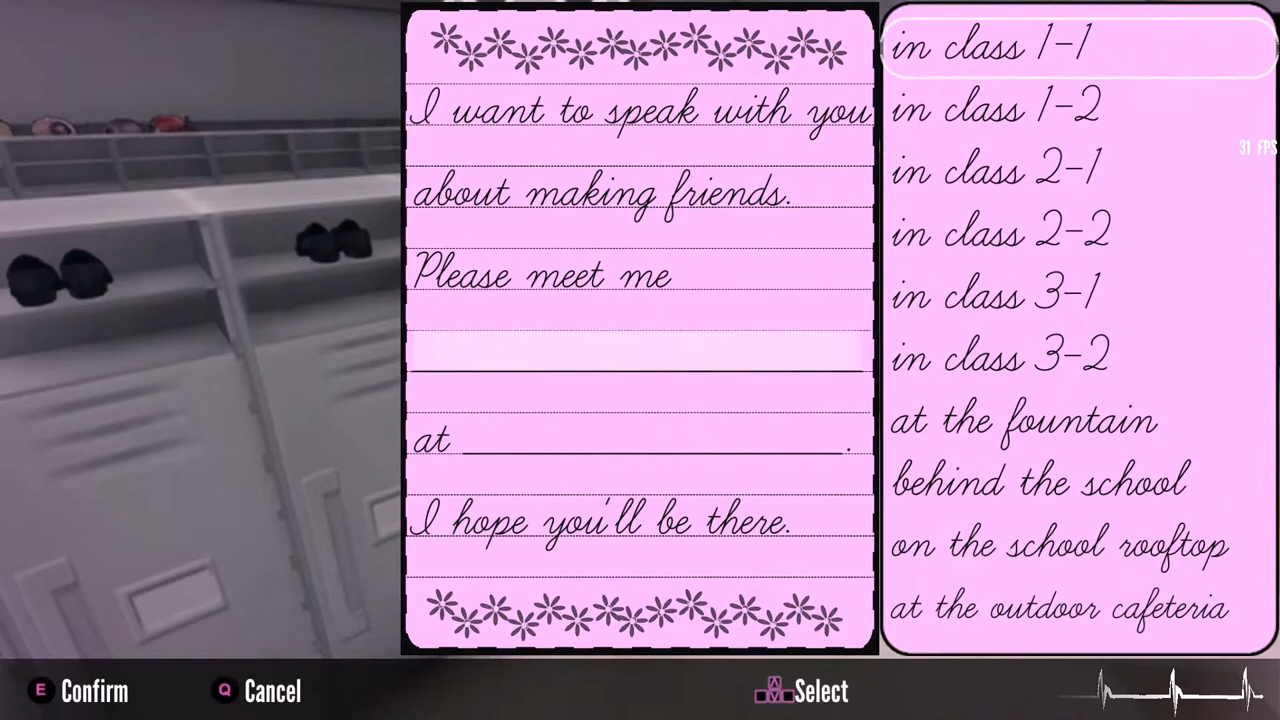 I want to speak with you
about making friends.
Please meet me
at .
I hope you'll be there.
in class 1-1
in class 1-2
31 FPS
in class 2-1
in class 2-2
in class 3-1
in class 3-2
at the fountain
behind the school
on the school rooftop
at the outdoor cafeteria
E Confirm
Q Cancel
Select